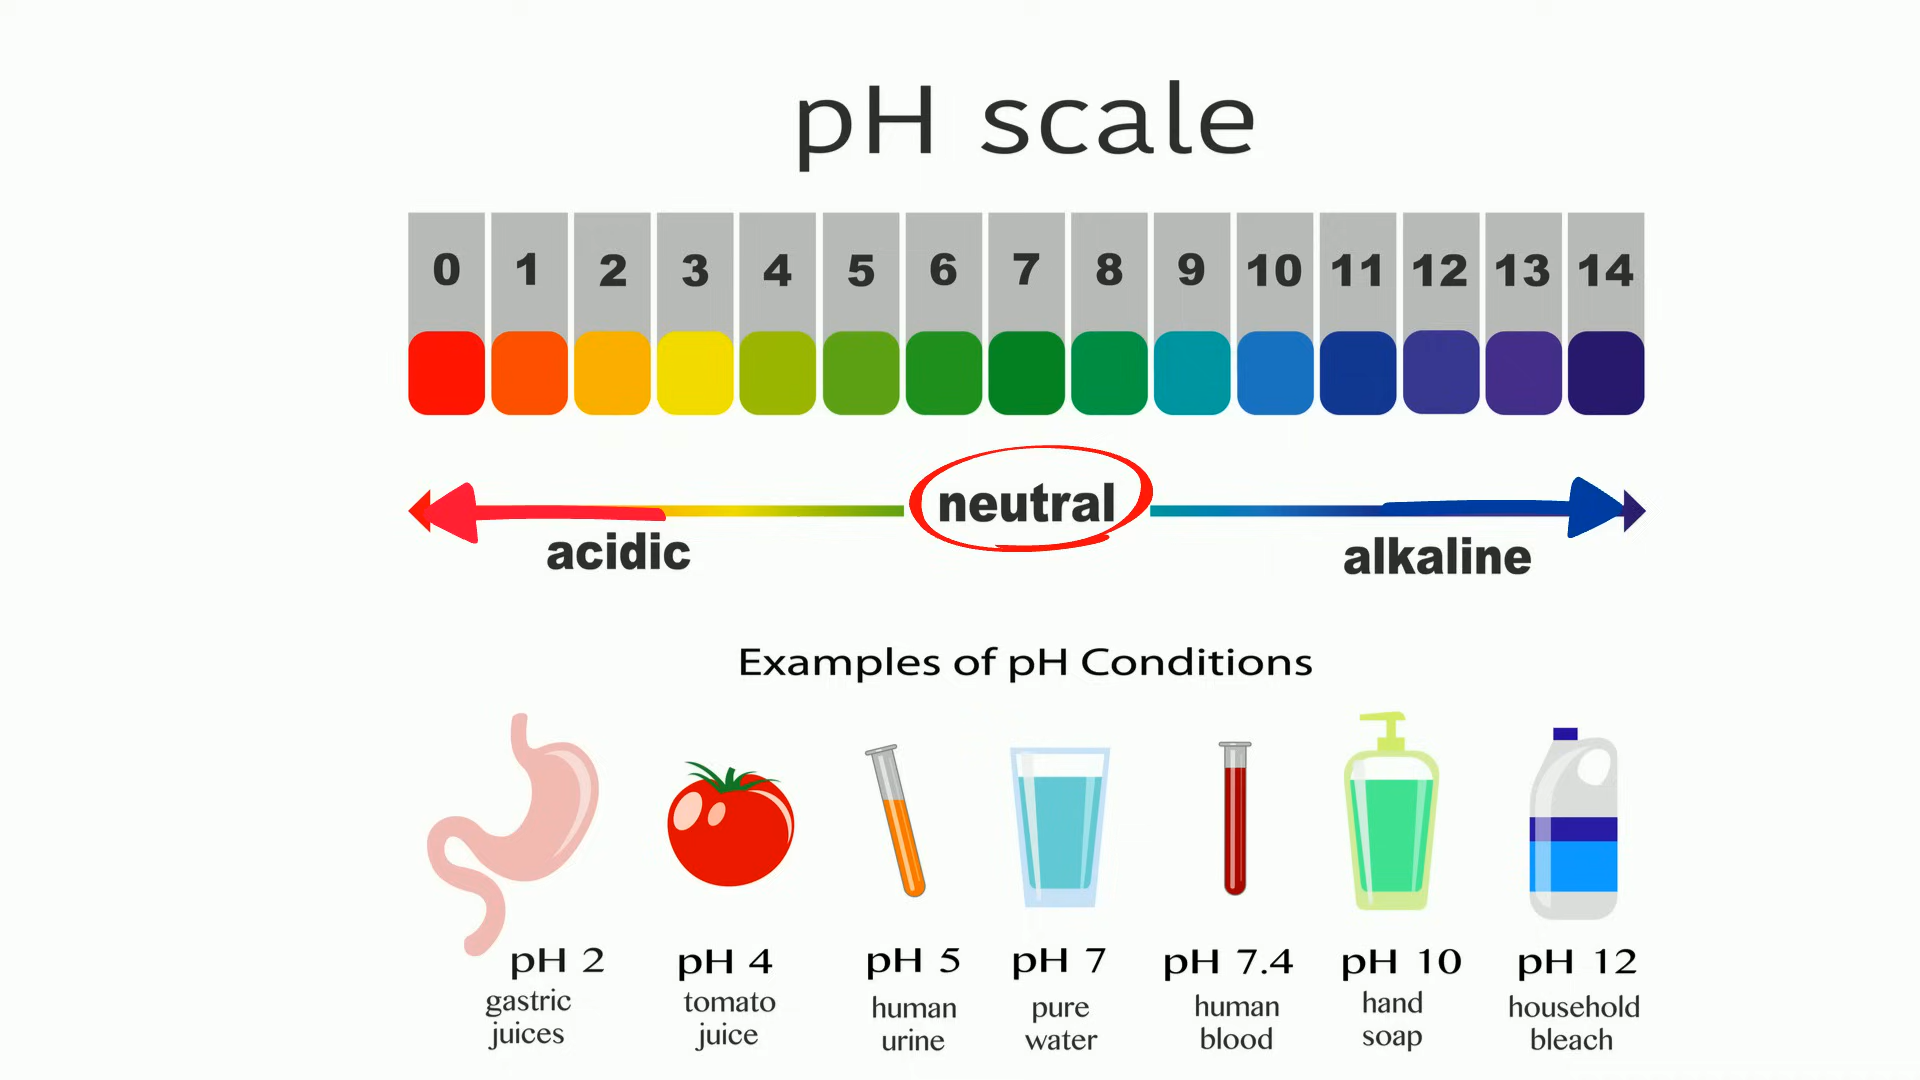 pH scale
0 1 2 3 4 5 6 7 8 9 10 11 12 13 14
neutral
acidic
alkaline
Examples of pH Conditions
pH 2
gastric
juices
pH 4
tomato
juice
pH 5
human
urine
pH 7
pure
water
pH 7.4
human
blood
pH 10
hand
soap
pH 12
household
bleach